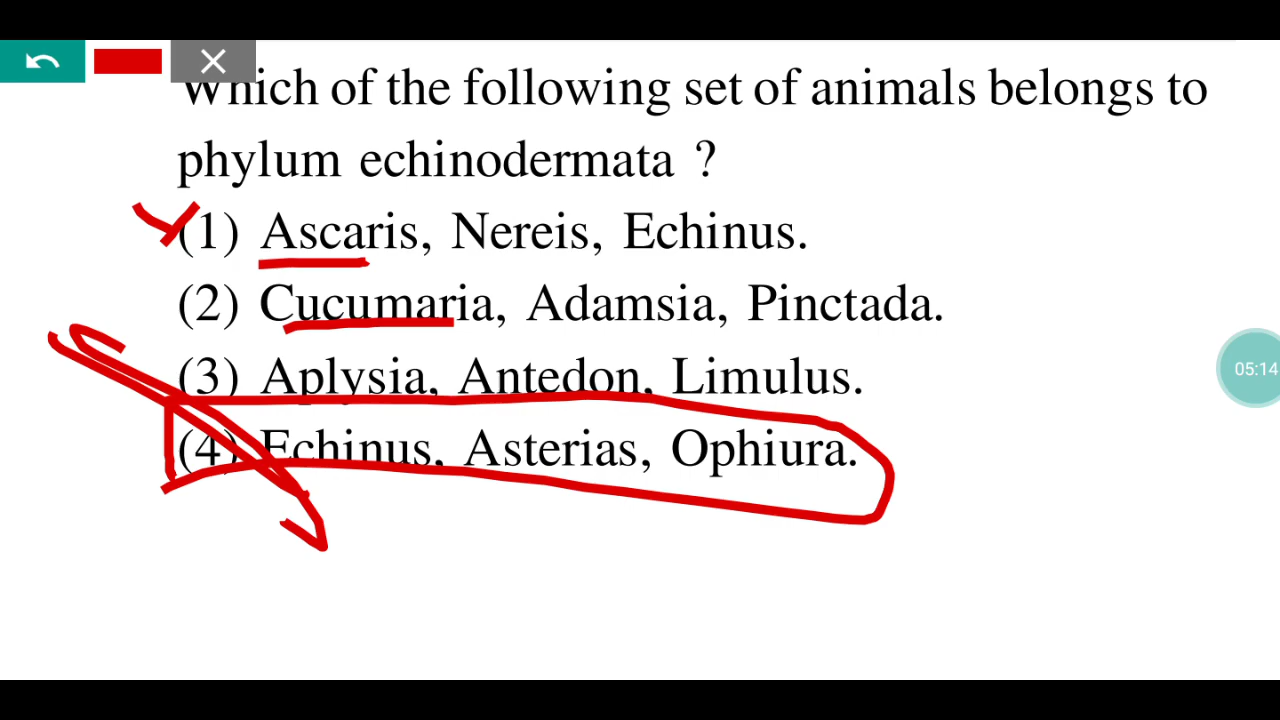 Which of the following set of animals belongs to
phylum echinodermata ?
(1) Ascaris, Nereis, Echinus.
(2) Cucumaria, Adamsia, Pinctada.
(3) Aplysia, Antedon, Limulus.
05:14
(4) Echinus, Asterias, Ophiura.